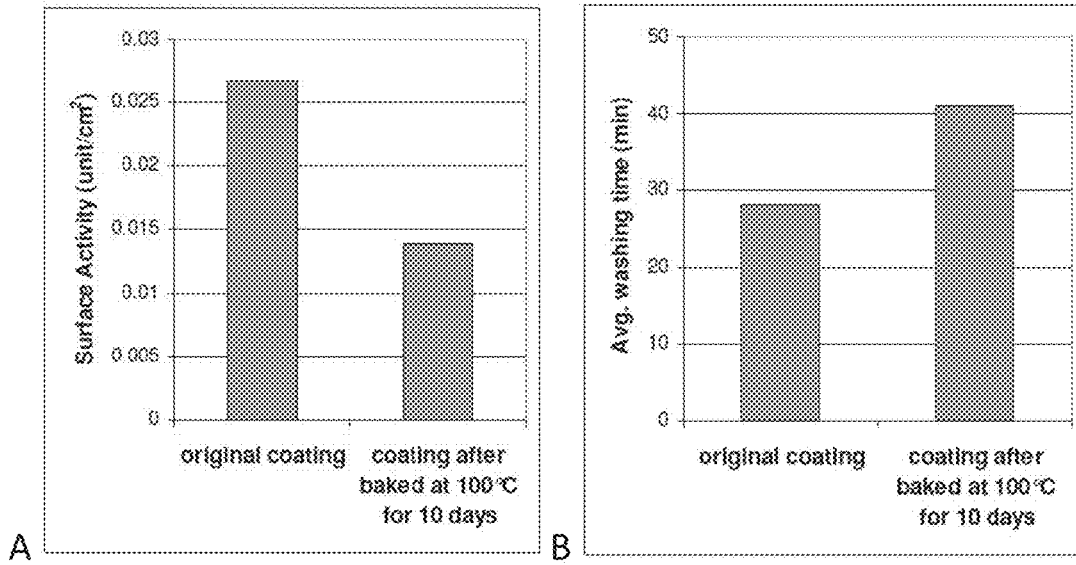 0.03
0.025
0.02
0.015
0.01
0.005
0
Surface Activity (unit/cm²)
original coating
coating after
baked at 100°C
for 10 days
A
50
40
30
20
10
0
Avg. washing time (min)
original coating
coating after
baked at 100°C
for 10 days
B